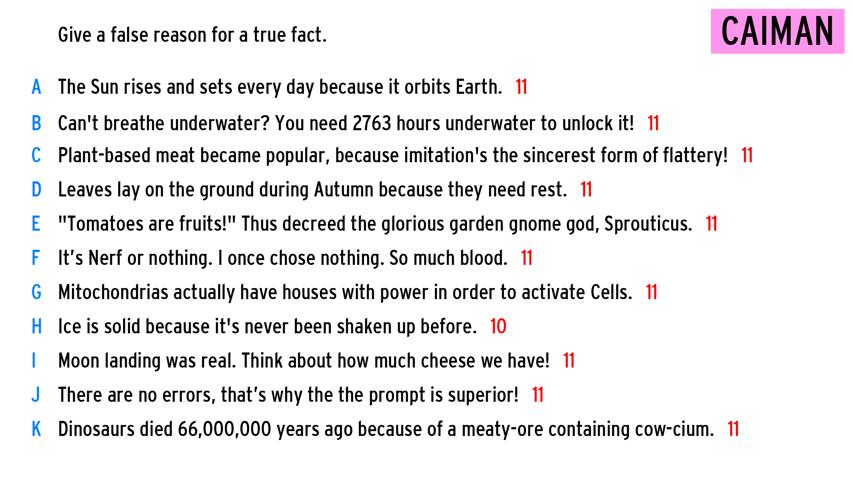 Give a false reason for a true fact.
CAIMAN
A The Sun rises and sets every day because it orbits Earth. 11
B Can't breathe underwater? You need 2763 hours underwater to unlock it! 11
C Plant-based meat became popular, because imitation's the sincerest form of flattery! 11
D Leaves lay on the ground during Autumn because they need rest. 11
E "Tomatoes are fruits!" Thus decreed the glorious garden gnome god, Sprouticus. 11
F It’s Nerf or nothing. I once chose nothing. So much blood. 11
G Mitochondrias actually have houses with power in order to activate Cells. 11
H Ice is solid because it's never been shaken up before. 10
I Moon landing was real. Think about how much cheese we have! 11
J There are no errors, that’s why the the prompt is superior! 11
K Dinosaurs died 66,000,000 years ago because of a meaty-ore containing cow-cium. 11